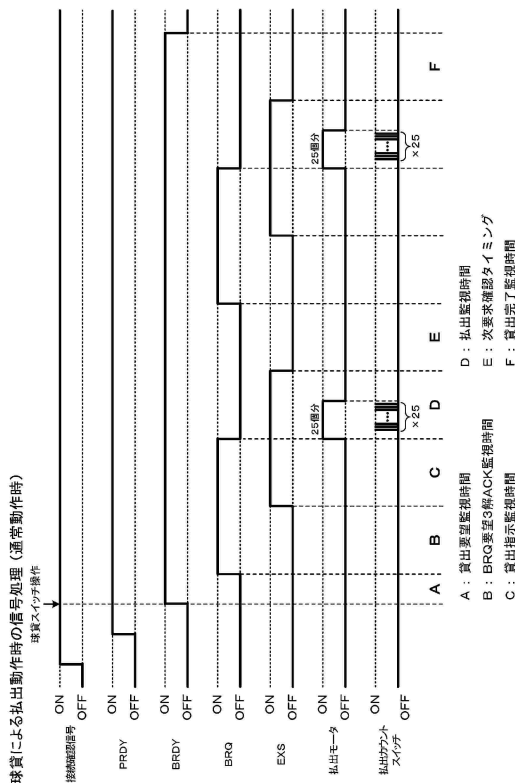 球貸による払出動作時の信号処理（通常動作時）
球貸スイッチ操作
接続確認信号
ON
OFF
PRDY
ON
OFF
BRDY
ON
OFF
BRQ
ON
OFF
EXS
ON
OFF
払出モータ
ON
OFF
25個分
25個分
払出カウント
スイッチ
ON
OFF
×25
×25
A
B
C
D
E
F
A：貸出要望監視時間
B：BRQ要望3解ACK監視時間
C：貸出指示監視時間
D：払出監視時間
E：次要求確認タイミング
F：貸出完了監視時間